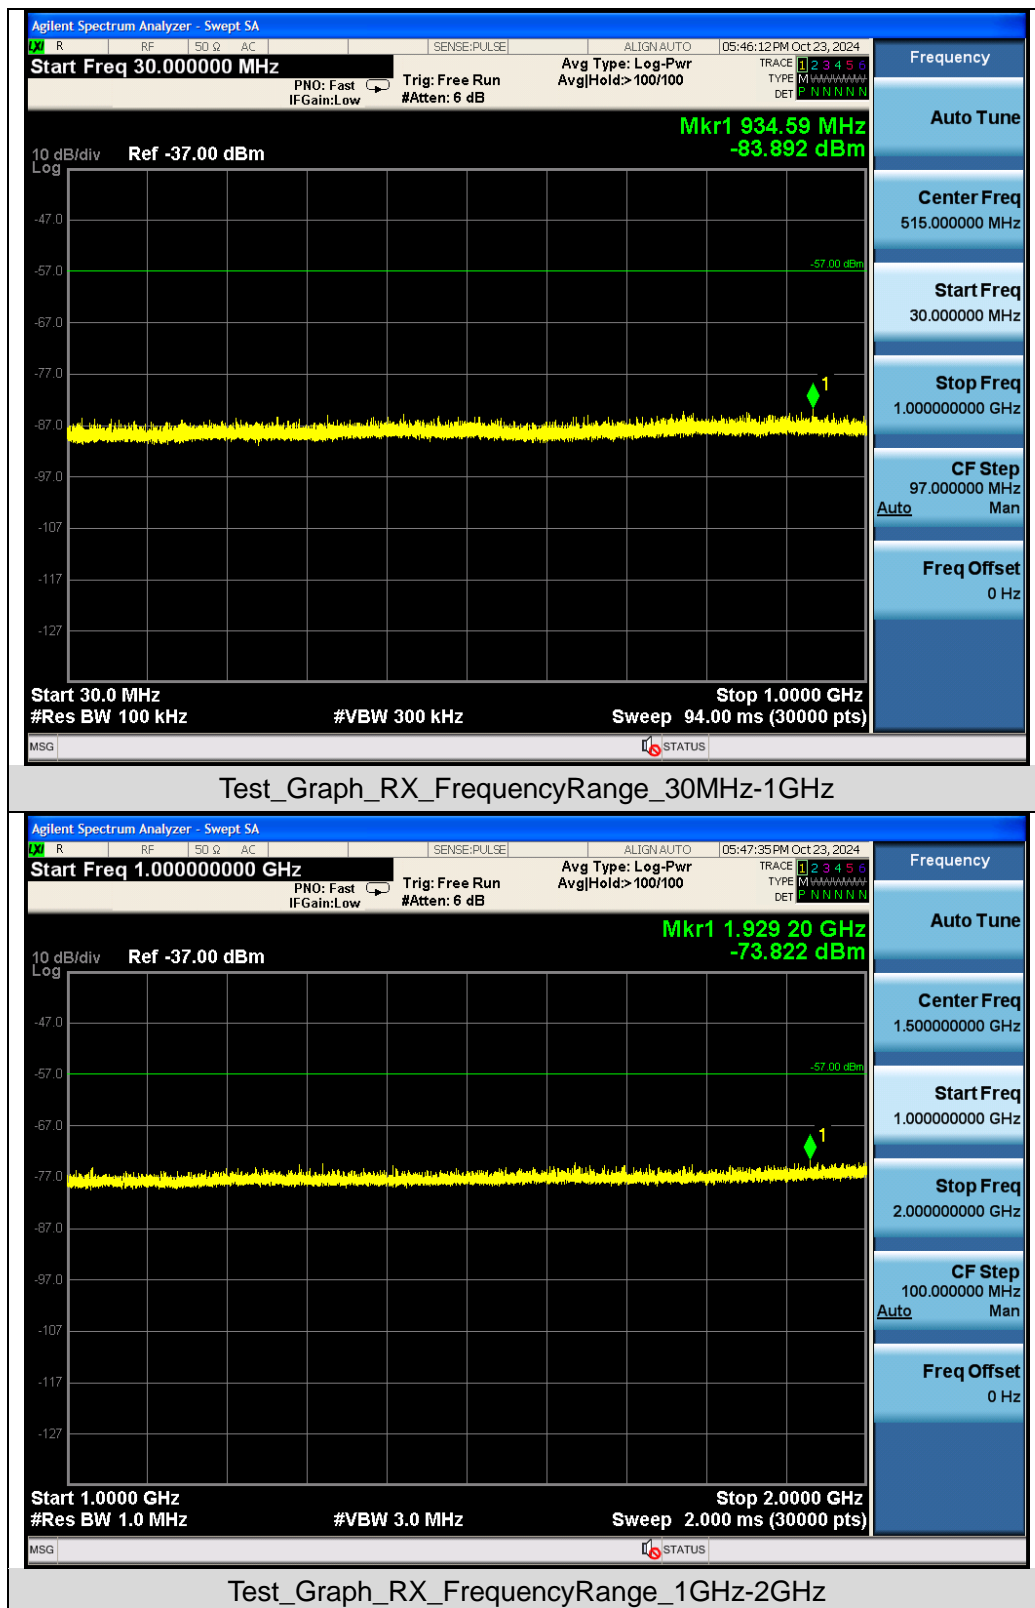 Agilent Spectrum Analyzer - Swept SA
LXI R RF 50 Ω AC SENSE:PULSE ALIGN AUTO 05:46:12 PM Oct 23, 2024
Start Freq 30.000000 MHz
PNO: Fast
IFGain:Low
Trig: Free Run
#Atten: 6 dB
Avg Type: Log-Pwr
Avg|Hold:>100/100
TRACE 1 2 3 4 5 6
TYPE M WWWWW
DET P N N N N N
Mkr1 934.59 MHz
-83.892 dBm
10 dB/div Ref -37.00 dBm
Log
-47.0
-57.0
-57.00 dBm
-67.0
-77.0
1
-87.0
-97.0
-107
-117
-127
Start 30.0 MHz Stop 1.0000 GHz
#Res BW 100 kHz #VBW 300 kHz Sweep 94.00 ms (30000 pts)
MSG STATUS
Frequency
Auto Tune
Center Freq
515.000000 MHz
Start Freq
30.000000 MHz
Stop Freq
1.000000000 GHz
CF Step
97.000000 MHz
Auto Man
Freq Offset
0 Hz
Test_Graph_RX_FrequencyRange_30MHz-1GHz
Agilent Spectrum Analyzer - Swept SA
LXI R RF 50 Ω AC SENSE:PULSE ALIGN AUTO 05:47:35 PM Oct 23, 2024
Start Freq 1.000000000 GHz
PNO: Fast
IFGain:Low
Trig: Free Run
#Atten: 6 dB
Avg Type: Log-Pwr
Avg|Hold:>100/100
TRACE 1 2 3 4 5 6
TYPE M WWWWW
DET P N N N N N
Mkr1 1.929 20 GHz
-73.822 dBm
10 dB/div Ref -37.00 dBm
Log
-47.0
-57.0
-57.00 dBm
-67.0
1
-77.0
-87.0
-97.0
-107
-117
-127
Start 1.0000 GHz Stop 2.0000 GHz
#Res BW 1.0 MHz #VBW 3.0 MHz Sweep 2.000 ms (30000 pts)
MSG STATUS
Frequency
Auto Tune
Center Freq
1.500000000 GHz
Start Freq
1.000000000 GHz
Stop Freq
2.000000000 GHz
CF Step
100.000000 MHz
Auto Man
Freq Offset
0 Hz
Test_Graph_RX_FrequencyRange_1GHz-2GHz